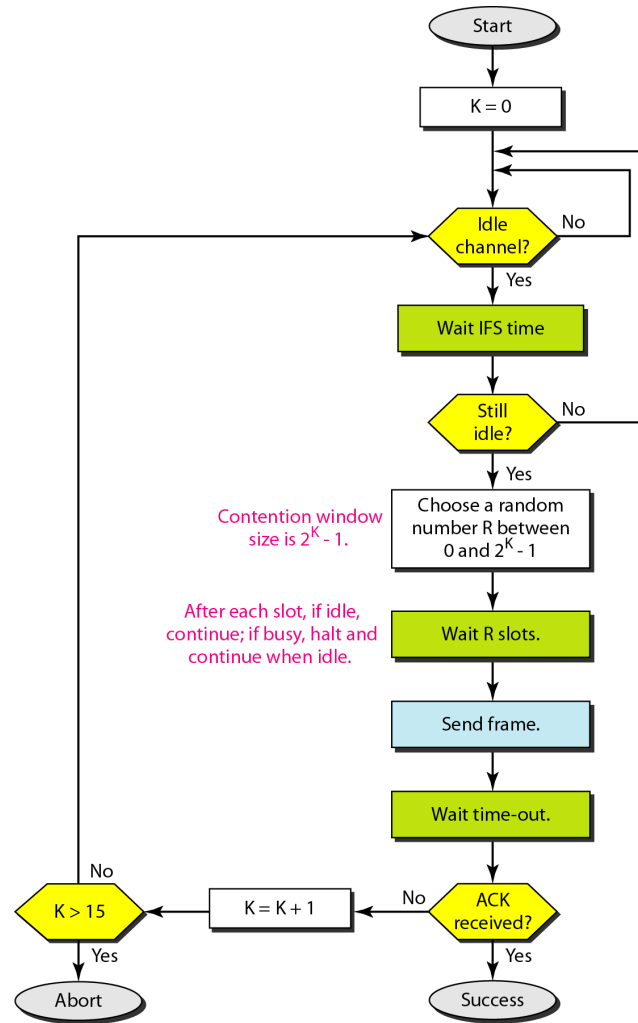 Start
K = 0
Idle
channel?
No
Yes
Wait IFS time
Still
idle?
No
Yes
Contention window
size is 2^K - 1.
Choose a random
number R between
0 and 2^K - 1
After each slot, if idle,
continue; if busy, halt and
continue when idle.
Wait R slots.
Send frame.
Wait time-out.
ACK
received?
No
Yes
K = K + 1
K > 15
No
Yes
Abort
Success